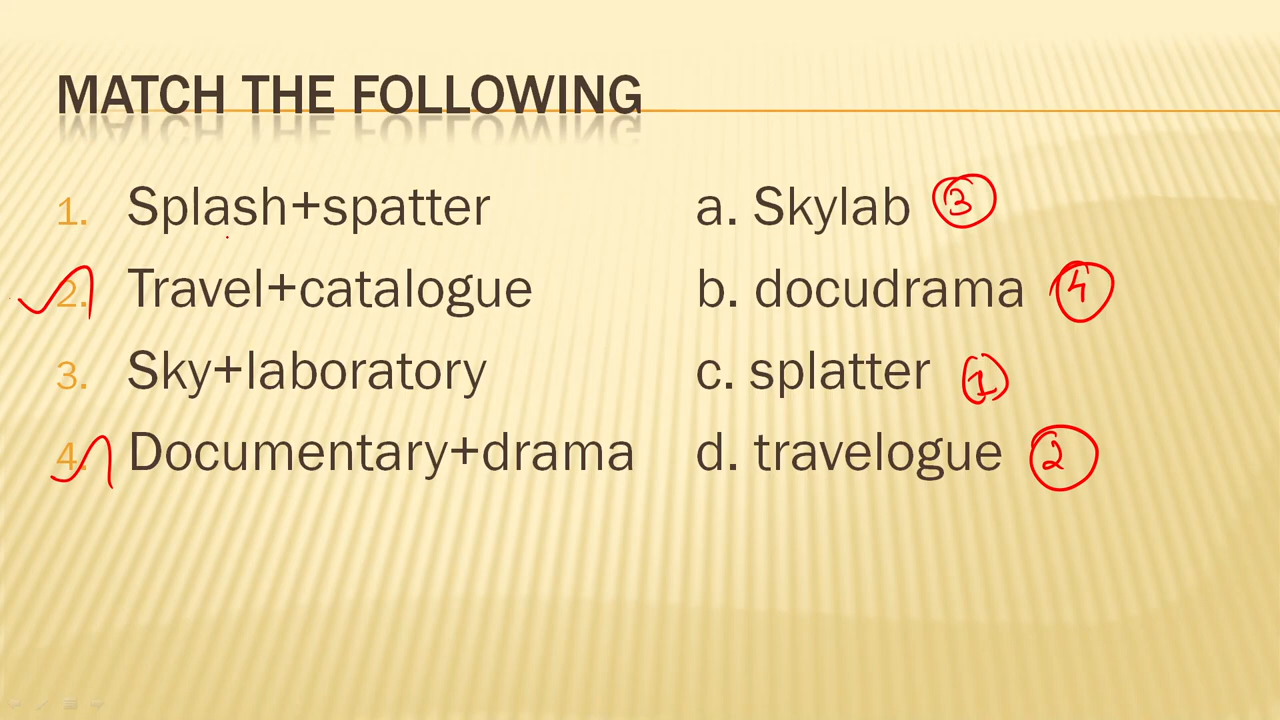 MATCH THE FOLLOWING
1. Splash+spatter
2. Travel+catalogue
3. Sky+laboratory
4. Documentary+drama
a. Skylab 3
b. docudrama 4
c. splatter 1
d. travelogue 2